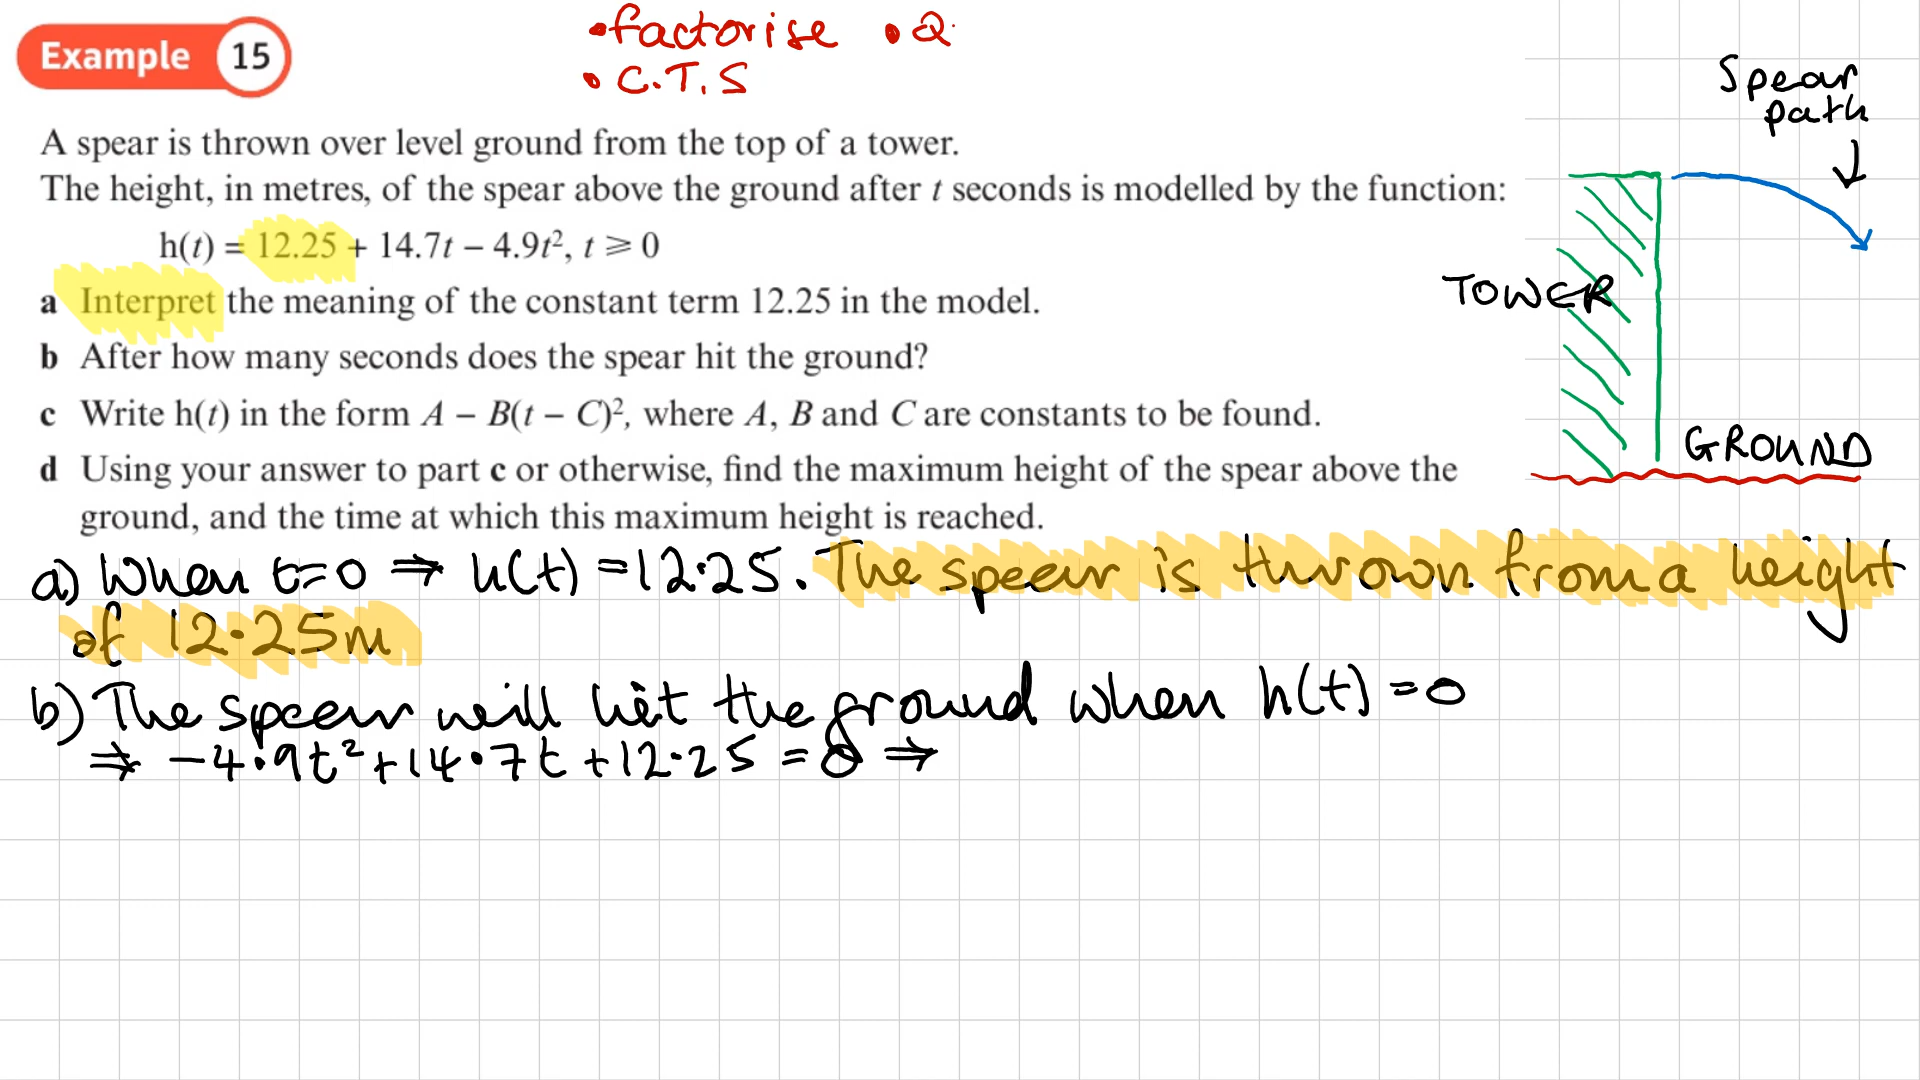 Example 15
•factorise •Q
•C.T.S
A spear is thrown over level ground from the top of a tower.
The height, in metres, of the spear above the ground after t seconds is modelled by the function:
h(t) = 12.25 + 14.7t – 4.9t², t ⩾ 0
a Interpret the meaning of the constant term 12.25 in the model.
b After how many seconds does the spear hit the ground?
c Write h(t) in the form A – B(t – C)², where A, B and C are constants to be found.
d Using your answer to part c or otherwise, find the maximum height of the spear above the
ground, and the time at which this maximum height is reached.
Spear
path
TOWER
GROUND
a) When t=0 ⇒ h(t) =12.25. The spear is thrown from a height
of 12.25m
b) The spear will hit the ground when h(t) =0
⇒ -4.9t²+14.7t+12.25 = 0 ⇒